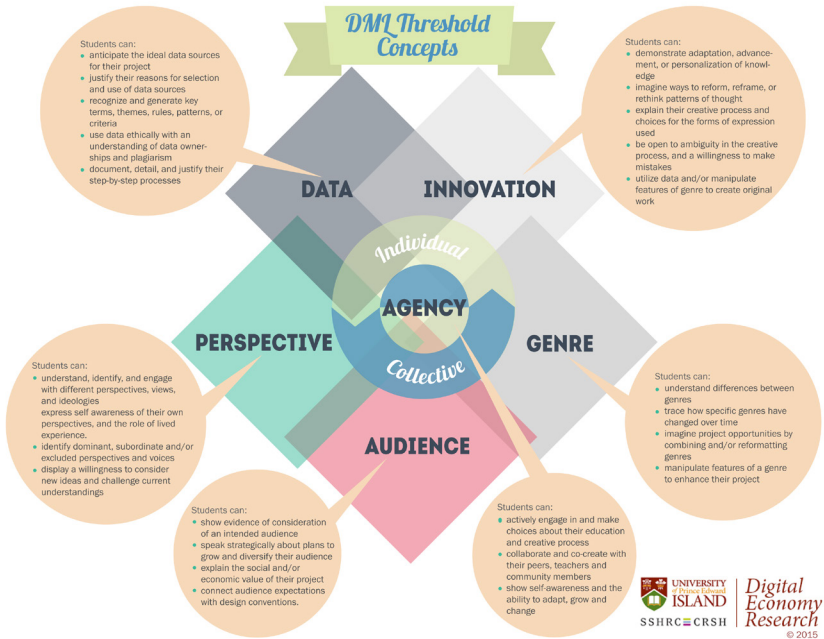 DML Threshold
Concepts
Students can:
• anticipate the ideal data sources
for their project
• justify their reasons for selection
and use of data sources
• recognize and generate key
terms, themes, rules, patterns, or
criteria
• use data ethically with an
understanding of data owner-
ships and plagiarism
• document, detail, and justify their
step-by-step processes
Students can:
• demonstrate adaptation, advance-
ment, or personalization of knowl-
edge
• imagine ways to reform, reframe, or
rethink patterns of thought
• explain their creative process and
choices for the forms of expression
used
• be open to ambiguity in the creative
process, and a willingness to make
mistakes
• utilize data and/or manipulate
features of genre to create original
work
DATA
INNOVATION
Individual
AGENCY
Collective
PERSPECTIVE
GENRE
AUDIENCE
Students can:
• understand, identify, and engage
with different perspectives, views,
and ideologies
express self awareness of their own
perspectives, and the role of lived
experience.
• identify dominant, subordinate and/or
excluded perspectives and voices
• display a willingness to consider
new ideas and challenge current
understandings
Students can:
• understand differences between
genres
• trace how specific genres have
changed over time
• imagine project opportunities by
combining and/or reformatting
genres
• manipulate features of a genre
to enhance their project
Students can:
• show evidence of consideration
of an intended audience
• speak strategically about plans to
grow and diversify their audience
• explain the social and/or
economic value of their project
• connect audience expectations
with design conventions.
Students can:
• actively engage in and make
choices about their education
and creative process
• collaborate and co-create with
their peers, teachers and
community members
• show self-awareness and the
ability to adapt, grow and
change
UNIVERSITY
of Prince Edward
ISLAND
SSHRC CRSH
Digital
Economy
Research
© 2015